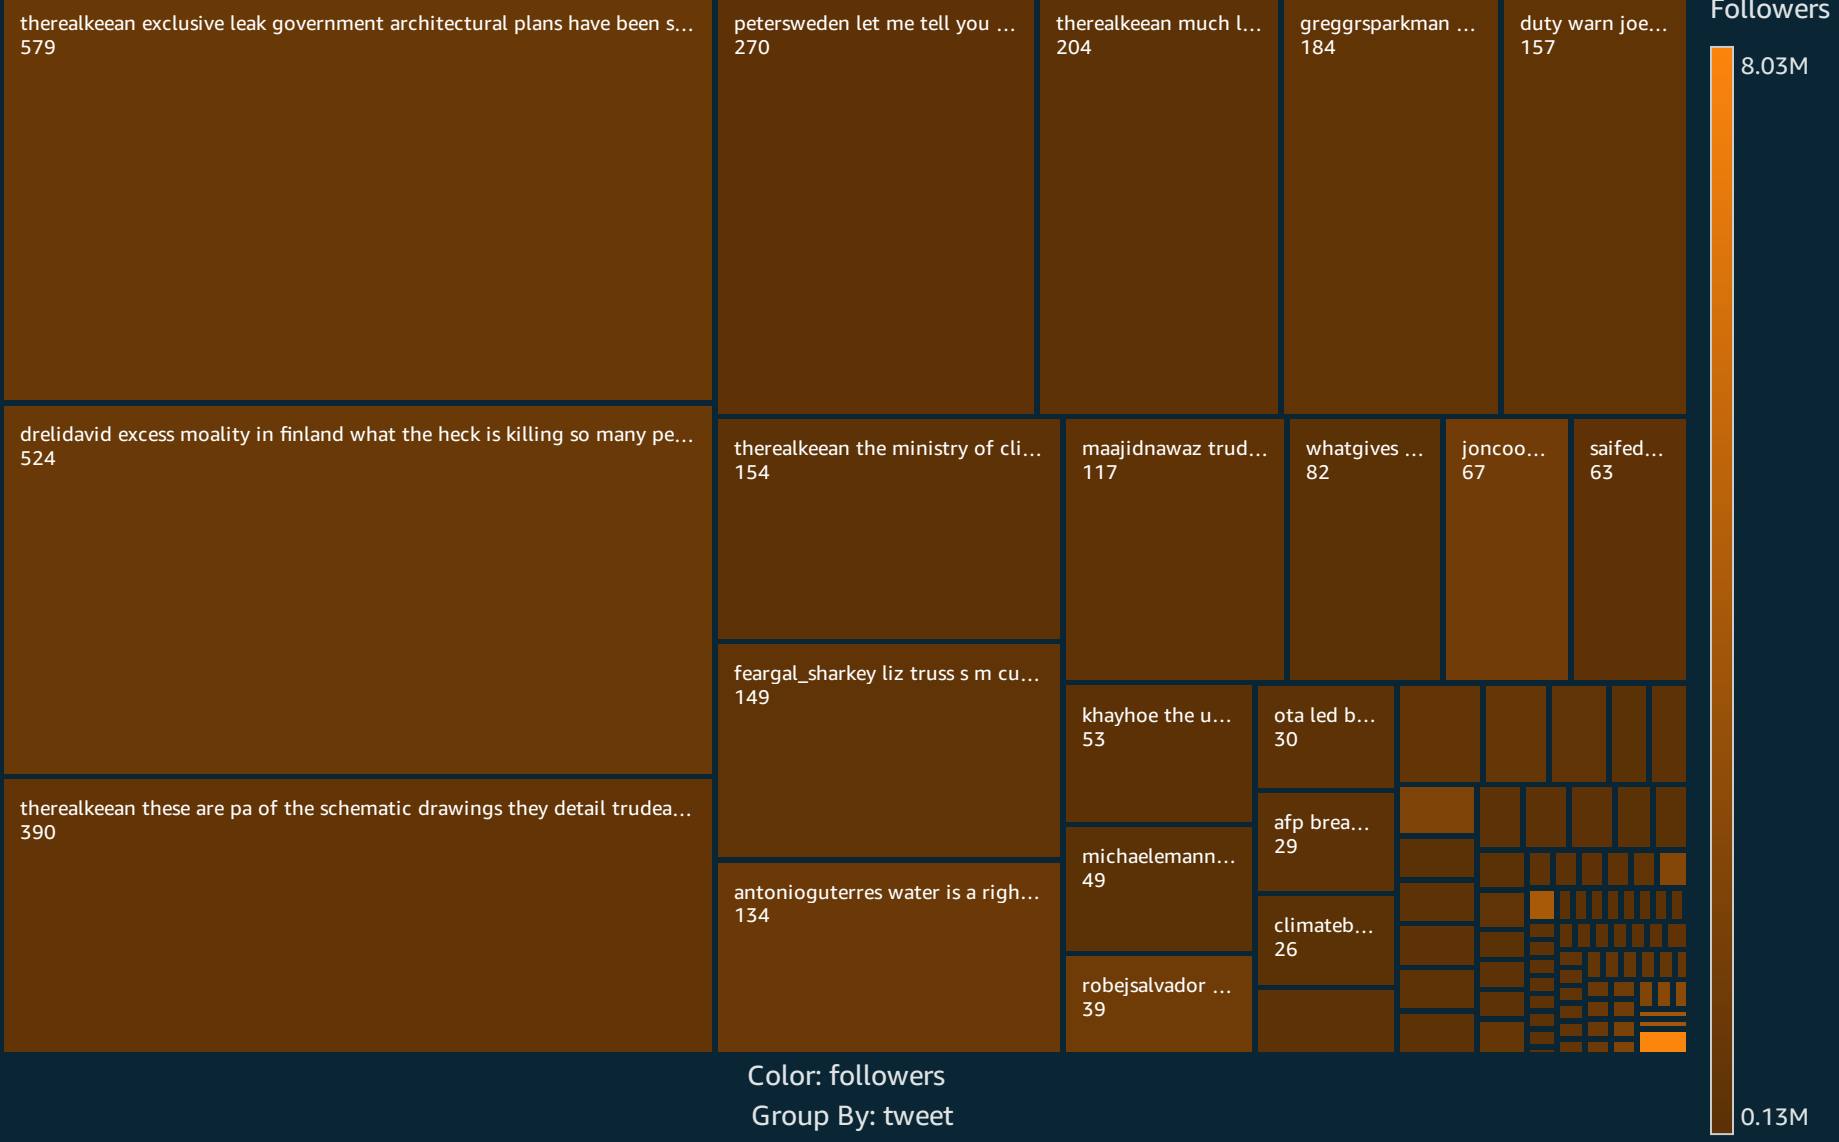 therealkeean exclusive leak government architectural plans have been s...
579
petersweden let me tell you ...
270
therealkeean much l...
204
greggrsparkman ...
184
duty warn joe...
157
Followers
8.03M
drelidavid excess moality in finland what the heck is killing so many pe...
524
therealkeean the ministry of cli...
154
maajidnawaz trud...
117
whatgives ...
82
joncoo...
67
saifed...
63
feargal_sharkey liz truss s m cu...
149
khayhoe the u...
53
ota led b...
30
therealkeean these are pa of the schematic drawings they detail trudea...
390
afp brea...
29
michaelemann...
49
antonioguterres water is a righ...
134
climateb...
26
robejsalvador ...
39
Color: followers
Group By: tweet
0.13M